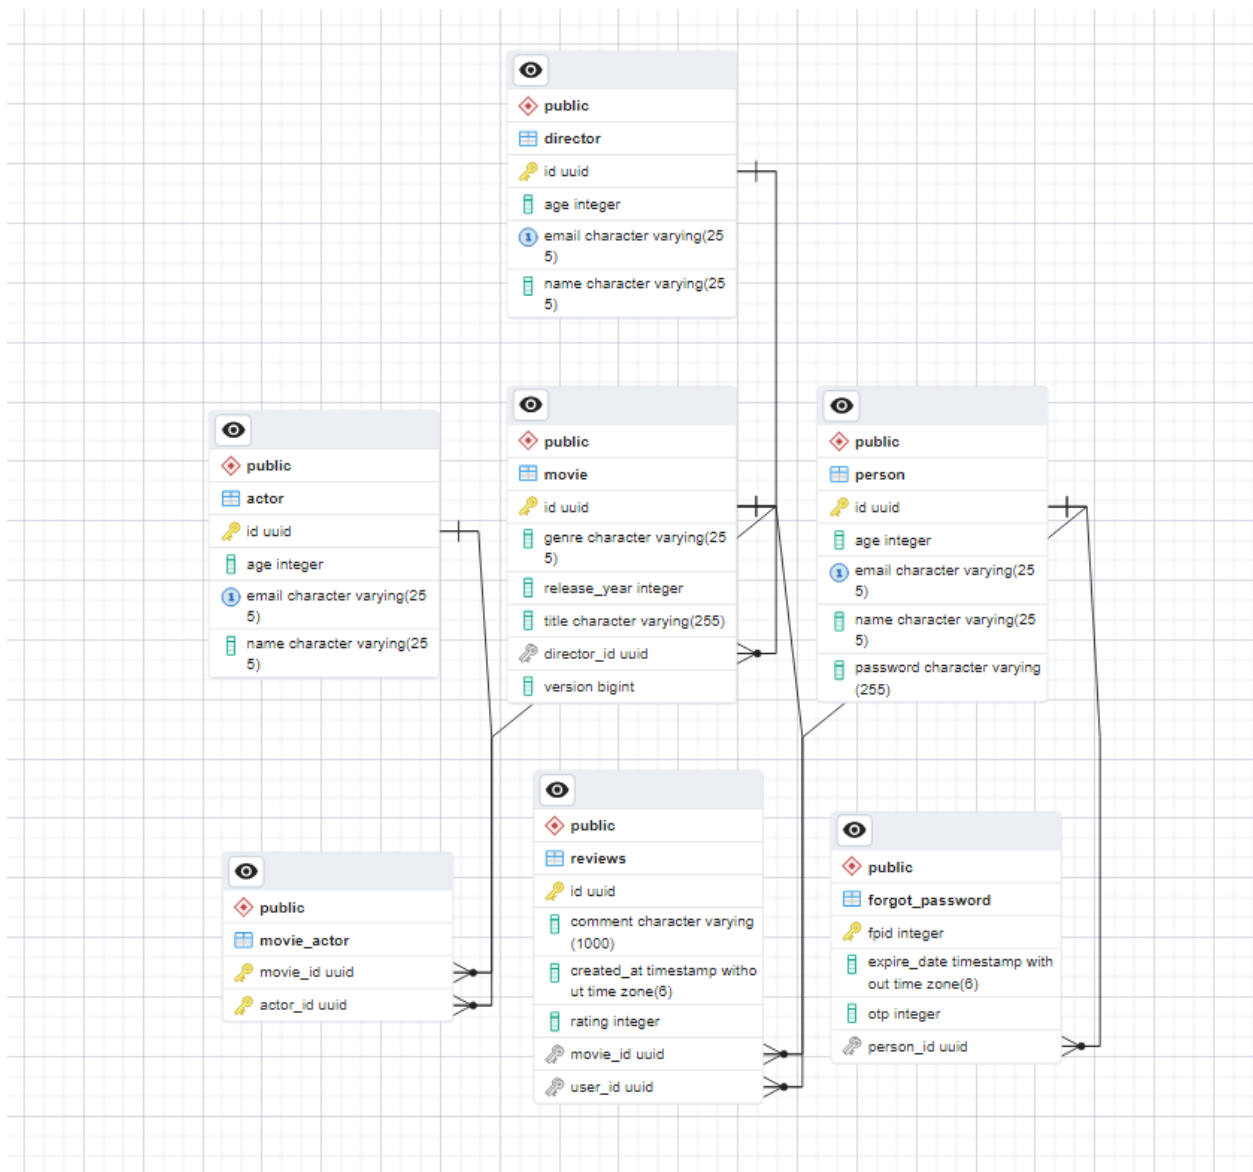 public
director
id uuid
age integer
email character varying(25
5)
name character varying(25
5)
public
actor
id uuid
age integer
email character varying(25
5)
name character varying(25
5)
public
movie
id uuid
genre character varying(25
5)
release_year integer
title character varying(255)
director_id uuid
version bigint
public
person
id uuid
age integer
email character varying(25
5)
name character varying(25
5)
password character varying
(255)
public
movie_actor
movie_id uuid
actor_id uuid
public
reviews
id uuid
comment character varying
(1000)
created_at timestamp witho
ut time zone(6)
rating integer
movie_id uuid
user_id uuid
public
forgot_password
fpid integer
expire_date timestamp with
out time zone(6)
otp integer
person_id uuid